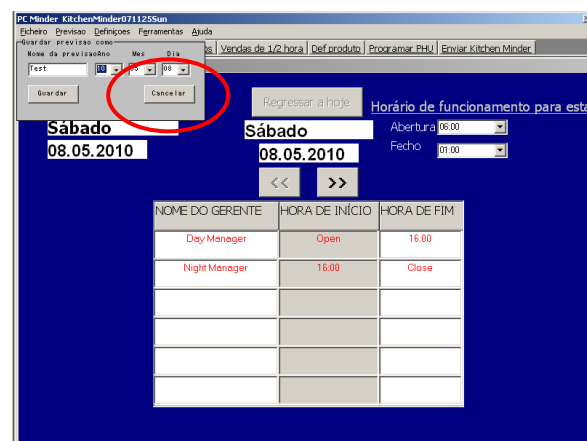 PC Minder KitchenMinder071125Sun
Ficheiro Previsao Definiçoes Ferramentas Ajuda
Guardar previsao como
Vendas de 1/2 hora Def produto Programar PHU Enviar Kitchen Minder
Nome da previsao Ano Mes Dia
Test 10 05 08
Guardar Cancelar
Regressar a hoje
Horário de funcionamento para esta
Sábado
Sábado
Abertura 06:00
08.05.2010
08.05.2010
Fecho 01:00
<< >>
NOME DO GERENTE HORA DE INÍCIO HORA DE FIM
Day Manager Open 16:00
Night Manager 16:00 Close